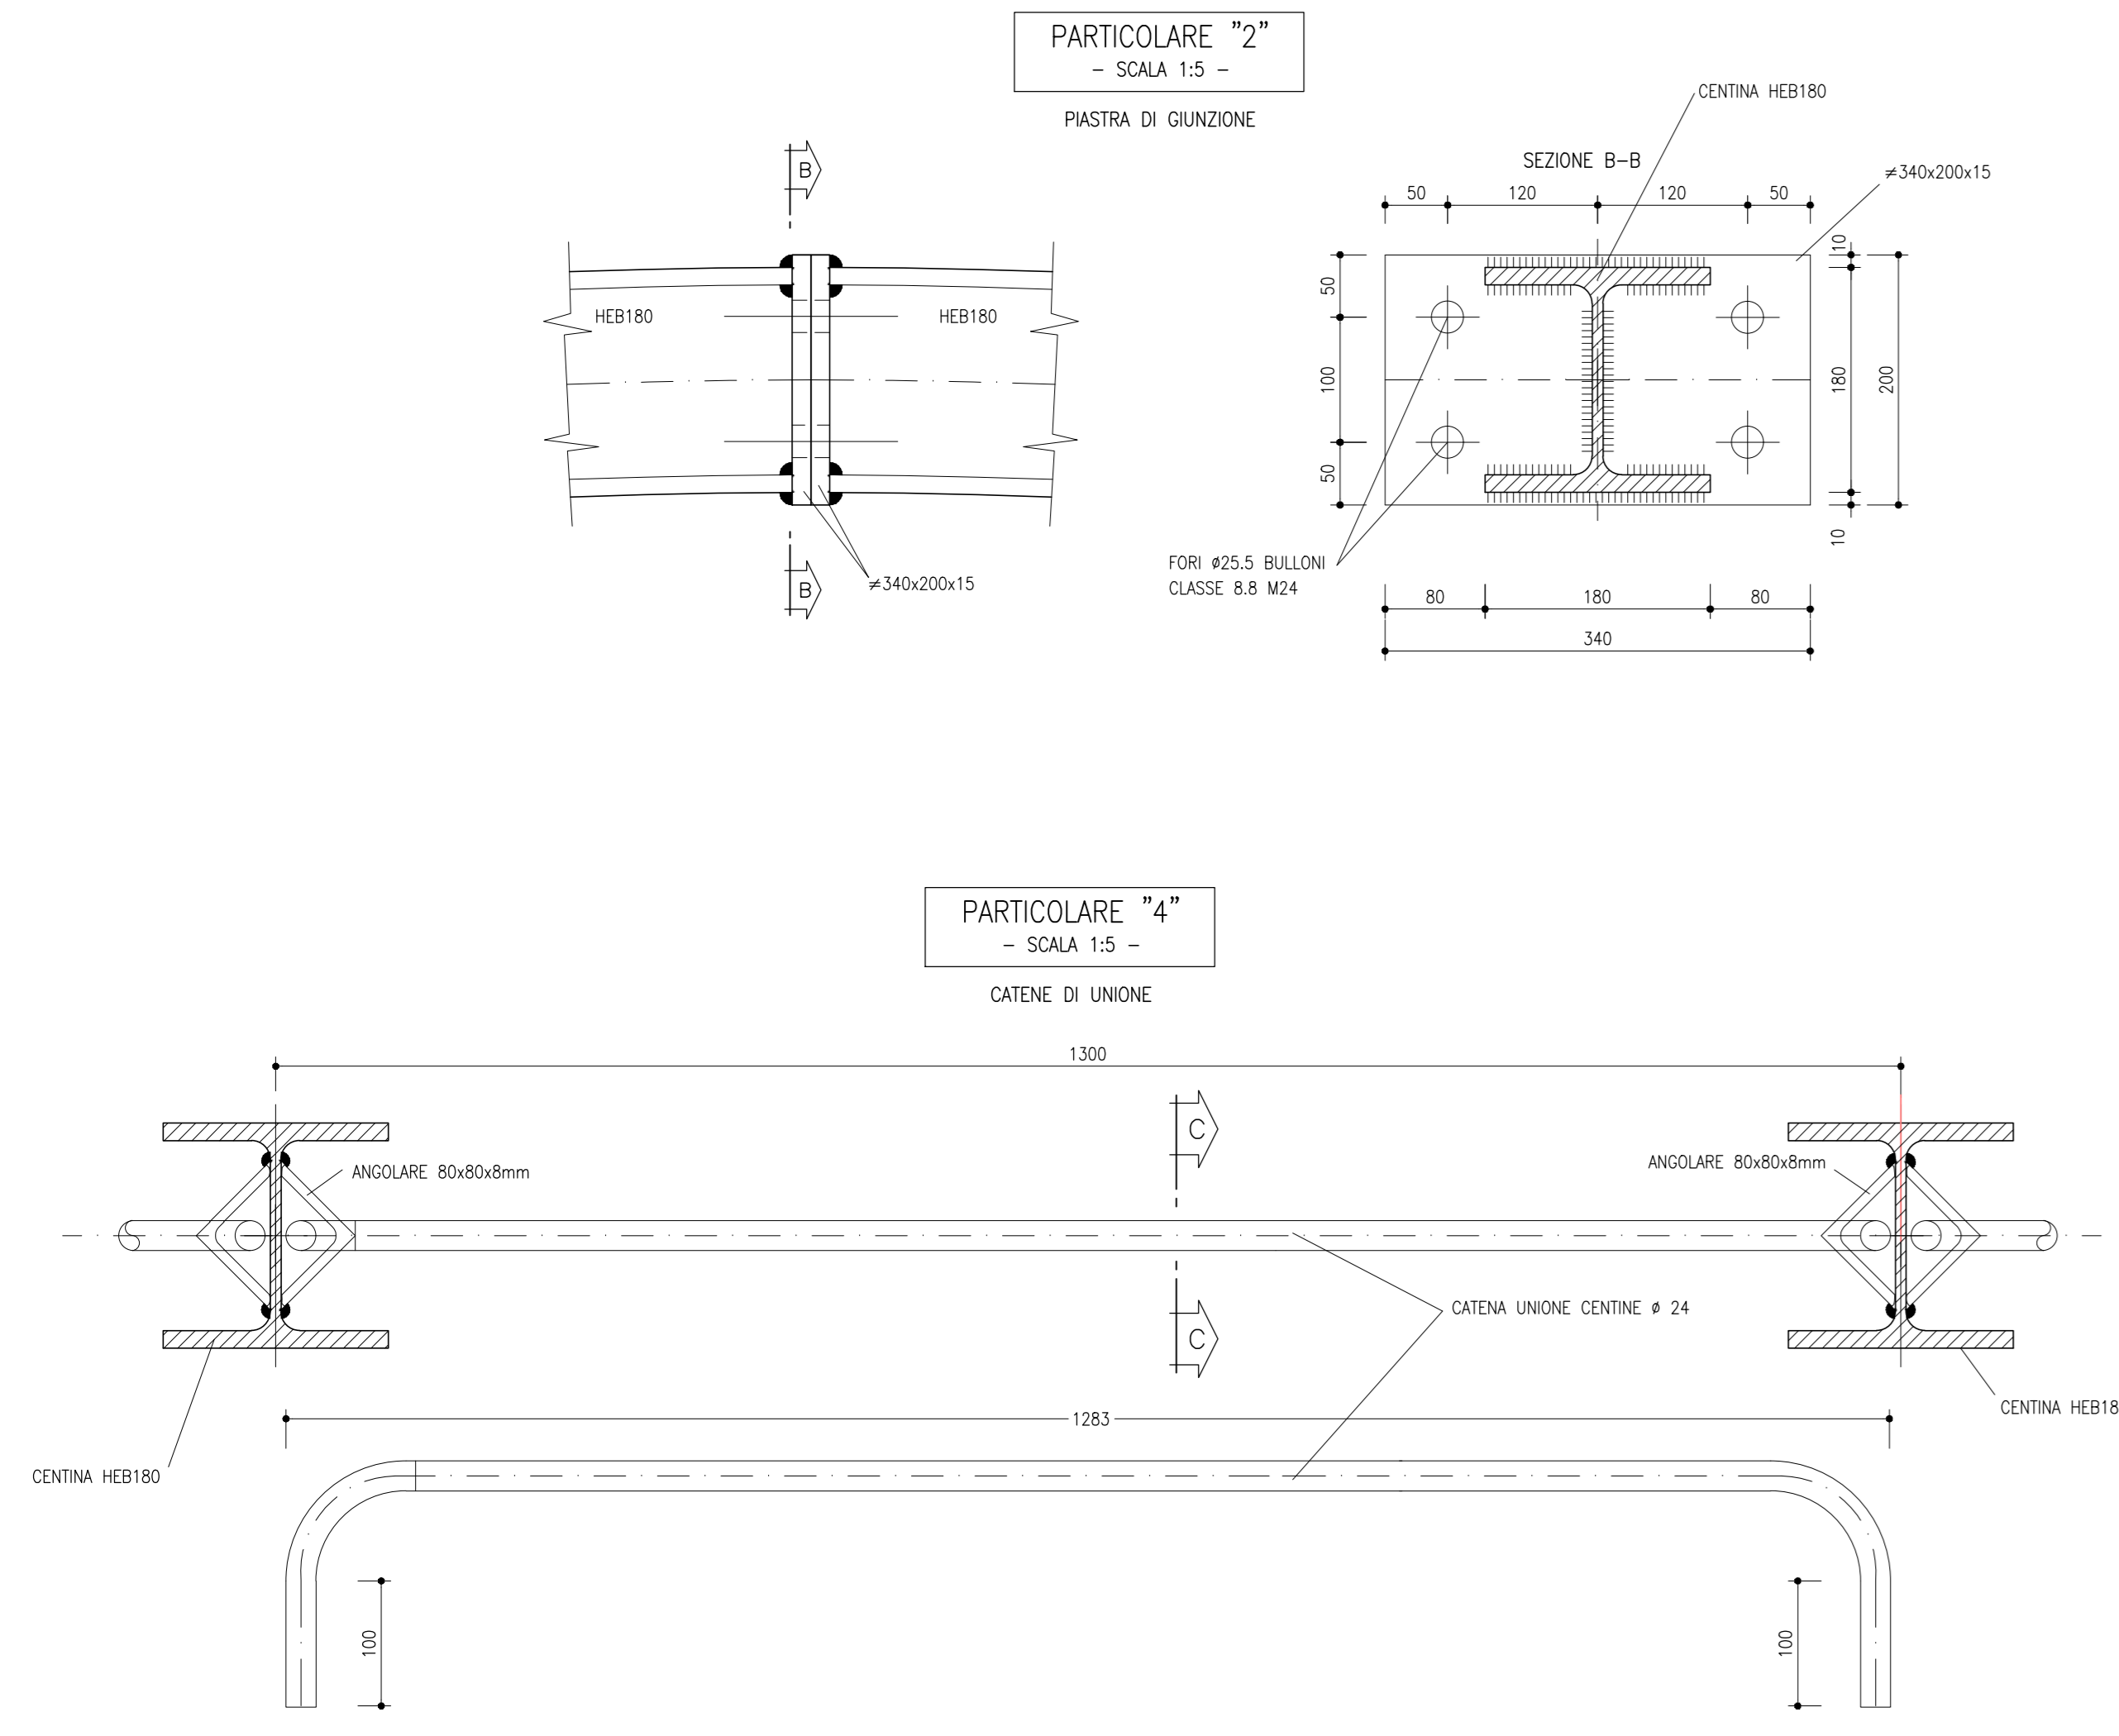 PARTICOLARE "2"
- SCALA 1:5 -
PIASTRA DI GIUNZIONE
CENTINA HEB180
SEZIONE B-B
≠340x200x15
B
50
120
120
50
10
50
HEB180
HEB180
100
180
200
50
10
B
≠340x200x15
FORI ø25.5 BULLONI
CLASSE 8.8 M24
80
180
80
340
PARTICOLARE "4"
- SCALA 1:5 -
CATENE DI UNIONE
1300
C
ANGOLARE 80x80x8mm
ANGOLARE 80x80x8mm
CATENA UNIONE CENTINE ø 24
C
CENTINA HEB18
1283
CENTINA HEB180
100
100